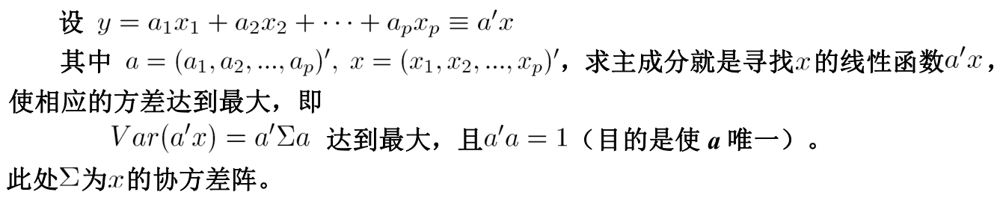 设 y = a₁x₁ + a₂x₂ + ⋯ + aₚxₚ ≡ a′x
其中 a = (a₁, a₂, ..., aₚ)′, x = (x₁, x₂, ..., xₚ)′，求主成分就是寻找x的线性函数a′x，
使相应的方差达到最大，即
Var(a′x) = a′Σa 达到最大，且a′a = 1（目的是使 a 唯一）。
此处Σ为x的协方差阵。